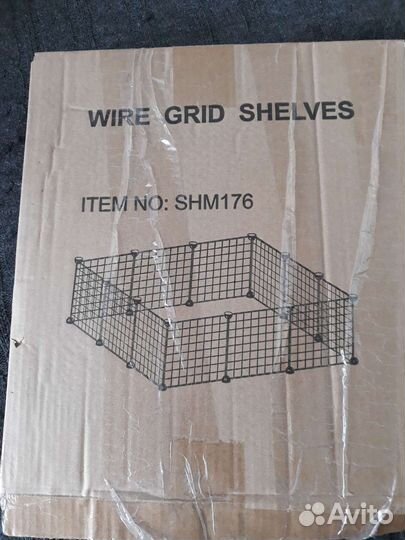 WIRE GRID SHELVES
ITEM NO: SHM176
Avito